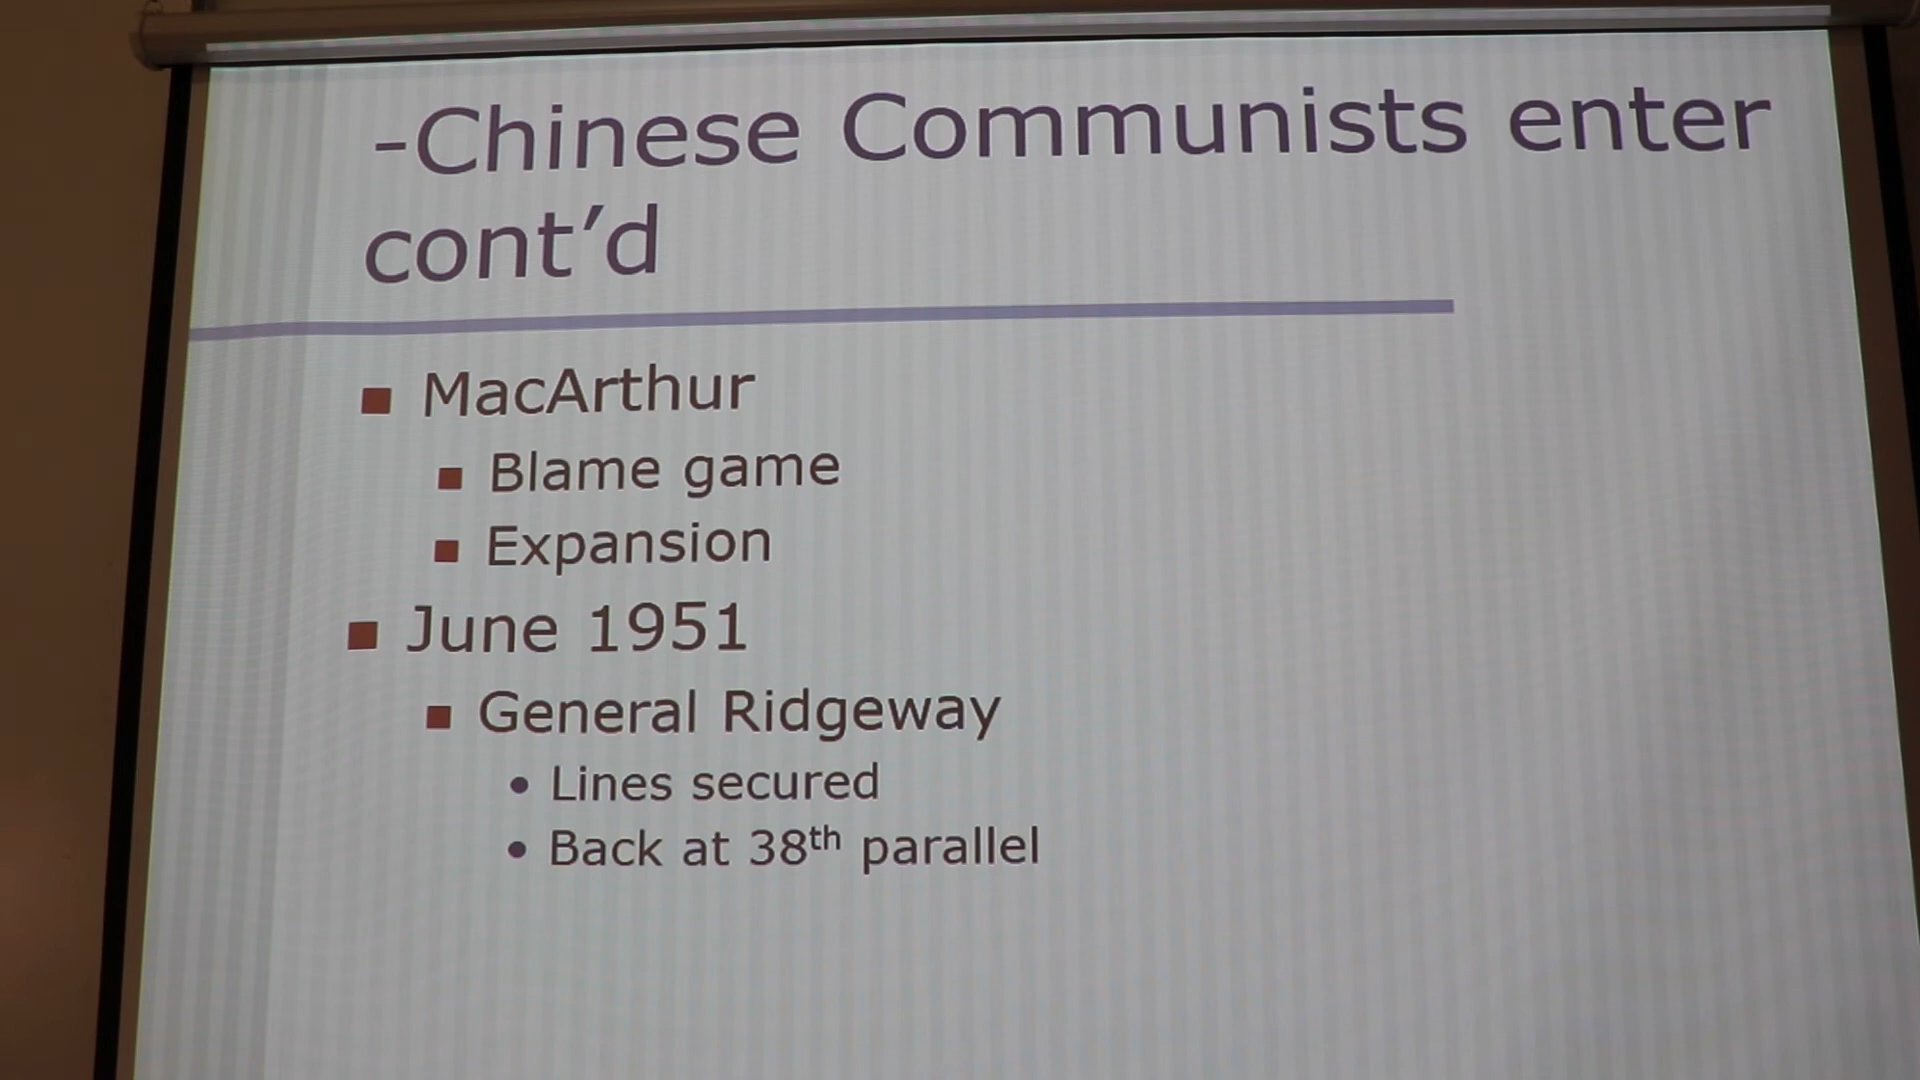 -Chinese Communists enter
cont’d
MacArthur
Blame game
Expansion
June 1951
General Ridgeway
Lines secured
Back at 38th parallel